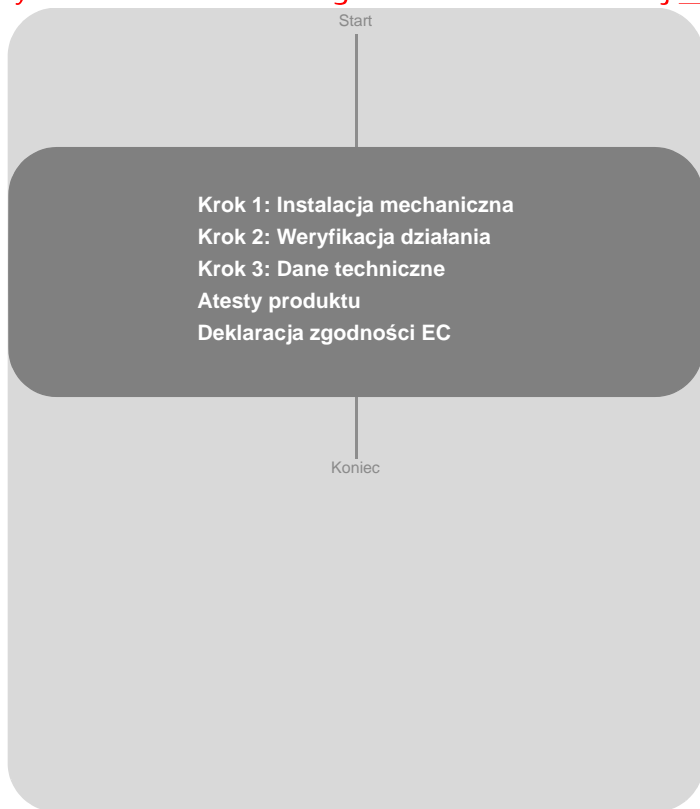 Start
Krok 1: Instalacja mechaniczna
Krok 2: Weryfikacja działania
Krok 3: Dane techniczne
Atesty produktu
Deklaracja zgodności EC
Koniec